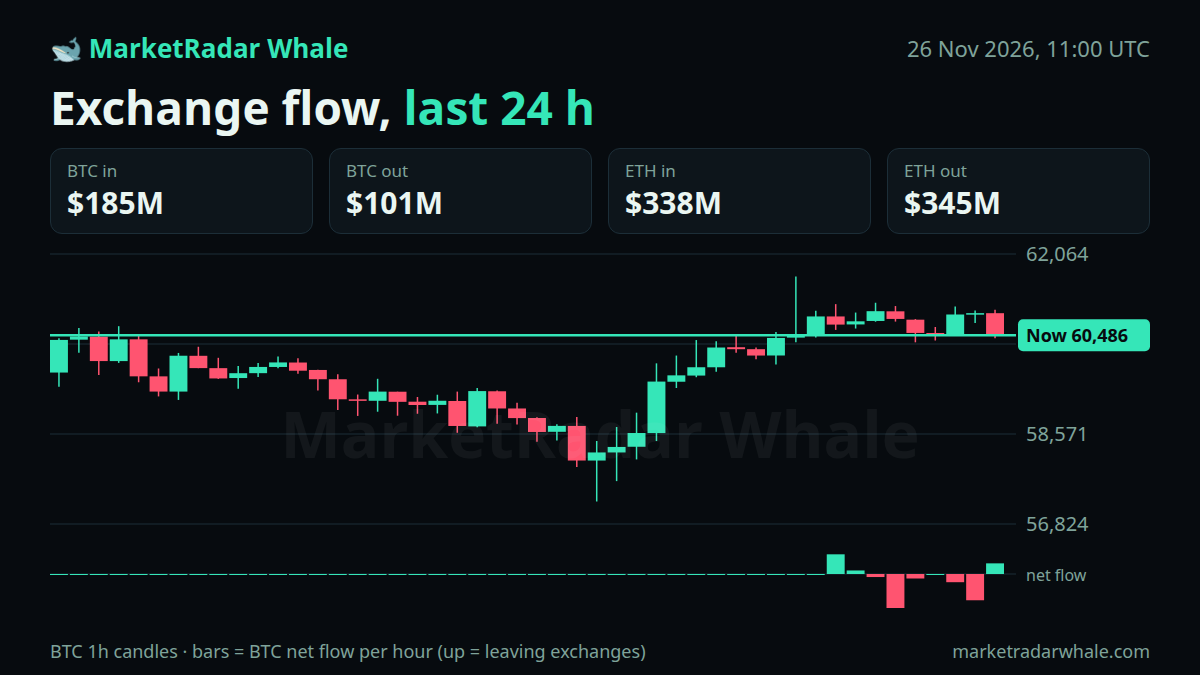 🐳 MarketRadar Whale
26 Nov 2026, 11:00 UTC
Exchange flow, last 24 h
BTC in
$185M
BTC out
$101M
ETH in
$338M
ETH out
$345M
62,064
Now 60,486
58,571
MarketRadar Whale
56,824
net flow
BTC 1h candles · bars = BTC net flow per hour (up = leaving exchanges)
marketradarwhale.com